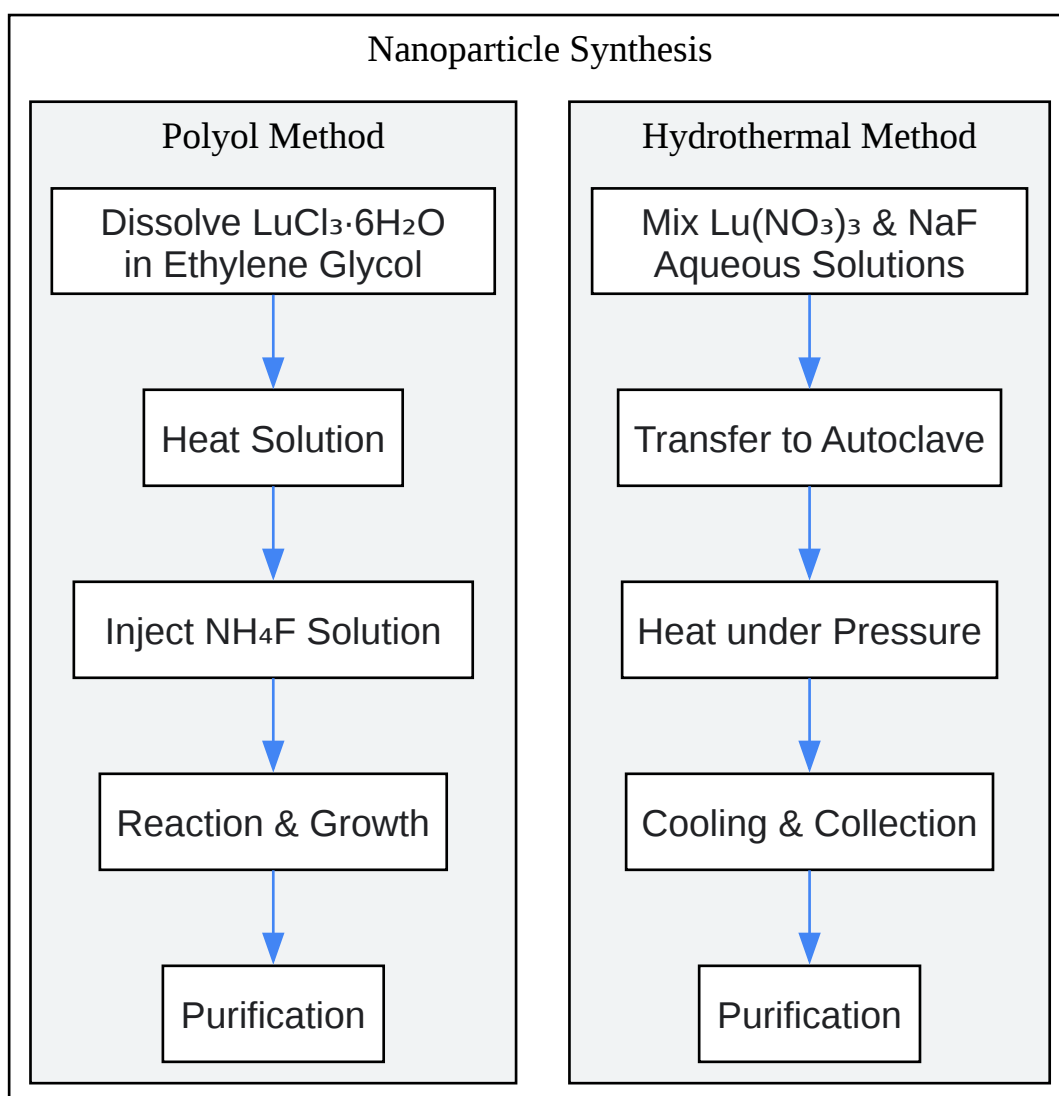 Nanoparticle Synthesis
Polyol Method
Dissolve LuCl₃·6H₂O
in Ethylene Glycol
Heat Solution
Inject NH₄F Solution
Reaction & Growth
Purification
Hydrothermal Method
Mix Lu(NO₃)₃ & NaF
Aqueous Solutions
Transfer to Autoclave
Heat under Pressure
Cooling & Collection
Purification